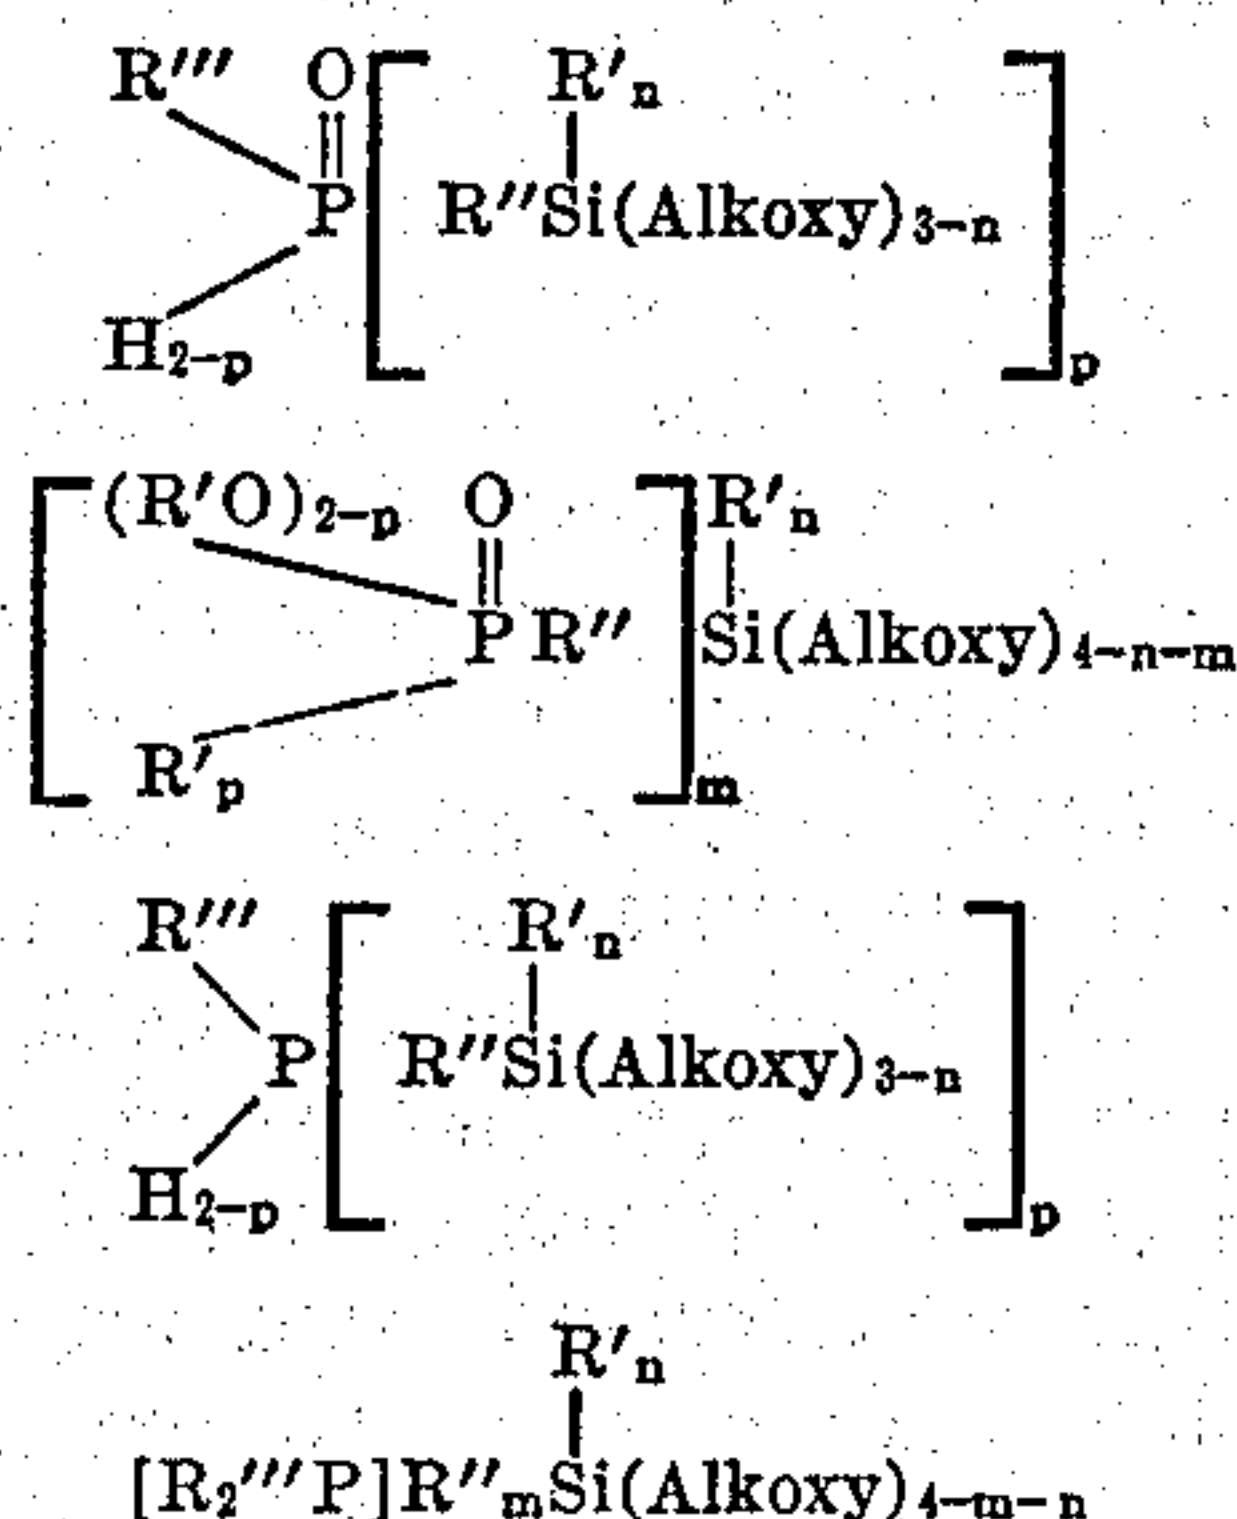 R''' O R'n
P R''Si(Alkoxy)3-n
H2-p p
(R'O)2-p O R'n
P R'' Si(Alkoxy)4-n-m
R'p m
R''' R'n
P R''Si(Alkoxy)3-n
H2-p p
R'n
[R2'''P]R''mSi(Alkoxy)4-m-n